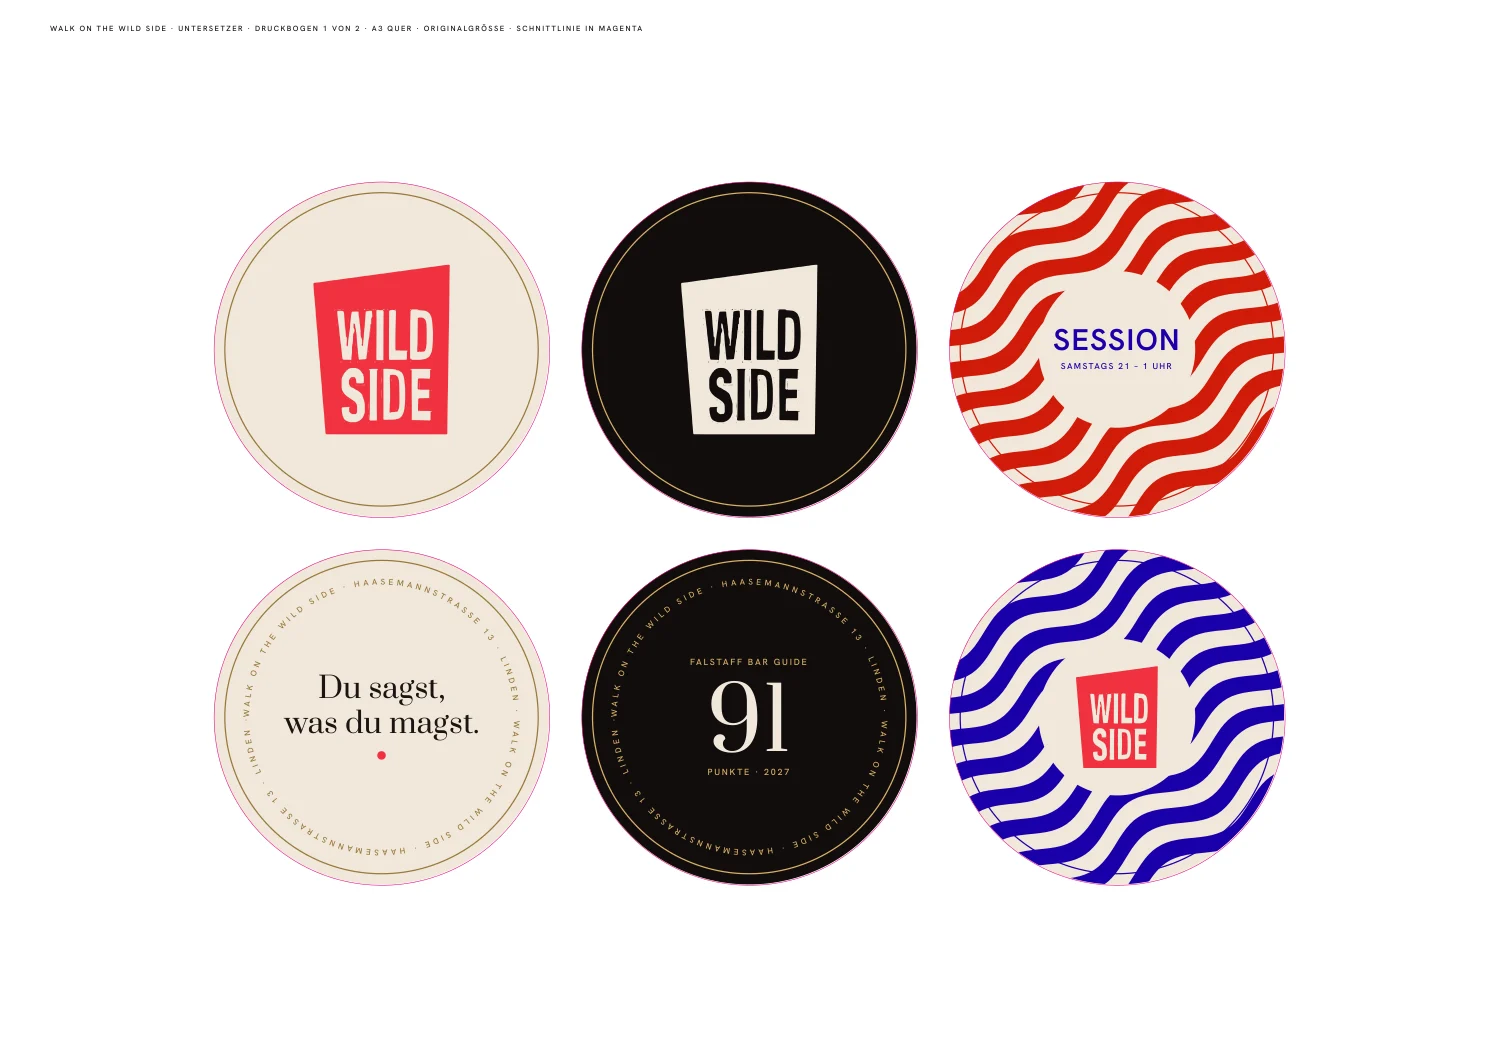 WALK ON THE WILD SIDE · UNTERSETZER · DRUCKBOGEN 1 VON 2 · A3 QUER · ORIGINALGRÖSSE · SCHNITTLINIE IN MAGENTA
WILD
SIDE
WILD
SIDE
SESSION
SAMSTAGS 21 – 1 UHR
WALK ON THE WILD SIDE · HAASEMANNSTRASSE 13 · LINDEN · WALK ON THE WILD SIDE · HAASEMANNSTRASSE 13 · LINDEN ·
Du sagst,
was du magst.
WALK ON THE WILD SIDE · HAASEMANNSTRASSE 13 · LINDEN · WALK ON THE WILD SIDE · HAASEMANNSTRASSE 13 · LINDEN ·
FALSTAFF BAR GUIDE
91
PUNKTE · 2027
WILD
SIDE